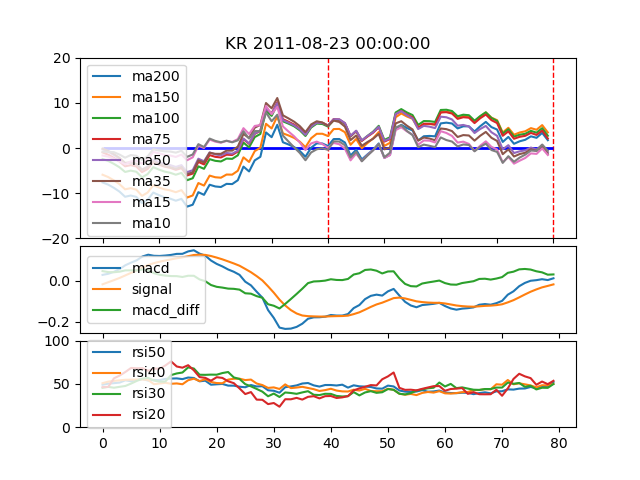 KR 2011-08-23 00:00:00
20
10
0
−10
−20
ma200
ma150
ma100
ma75
ma50
ma35
ma15
ma10
0.0
−0.2
macd
signal
macd_diff
100
50
0
rsi50
rsi40
rsi30
rsi20
0 10 20 30 40 50 60 70 80